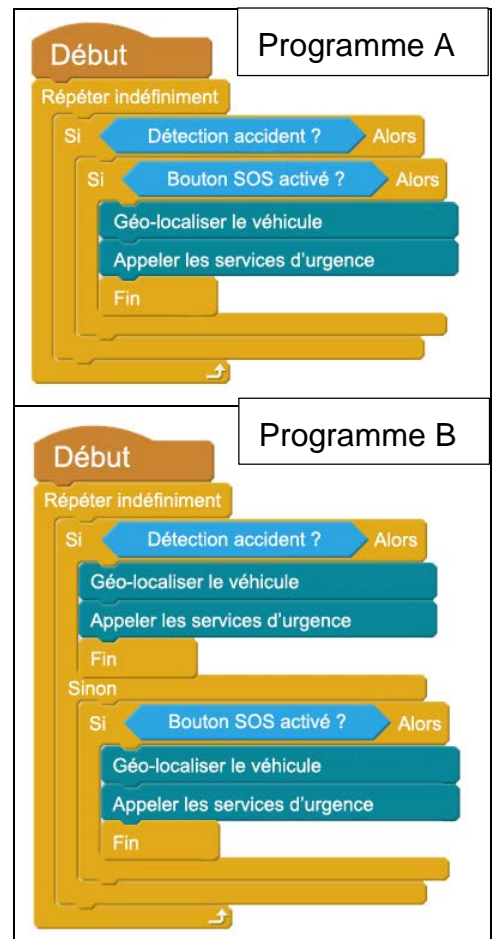 Programme A
Début
Répéter indéfiniment
Si Détection accident ? Alors
Si Bouton SOS activé ? Alors
Géo-localiser le véhicule
Appeler les services d'urgence
Fin
Programme B
Début
Répéter indéfiniment
Si Détection accident ? Alors
Géo-localiser le véhicule
Appeler les services d'urgence
Fin
Sinon
Si Bouton SOS activé ? Alors
Géo-localiser le véhicule
Appeler les services d'urgence
Fin